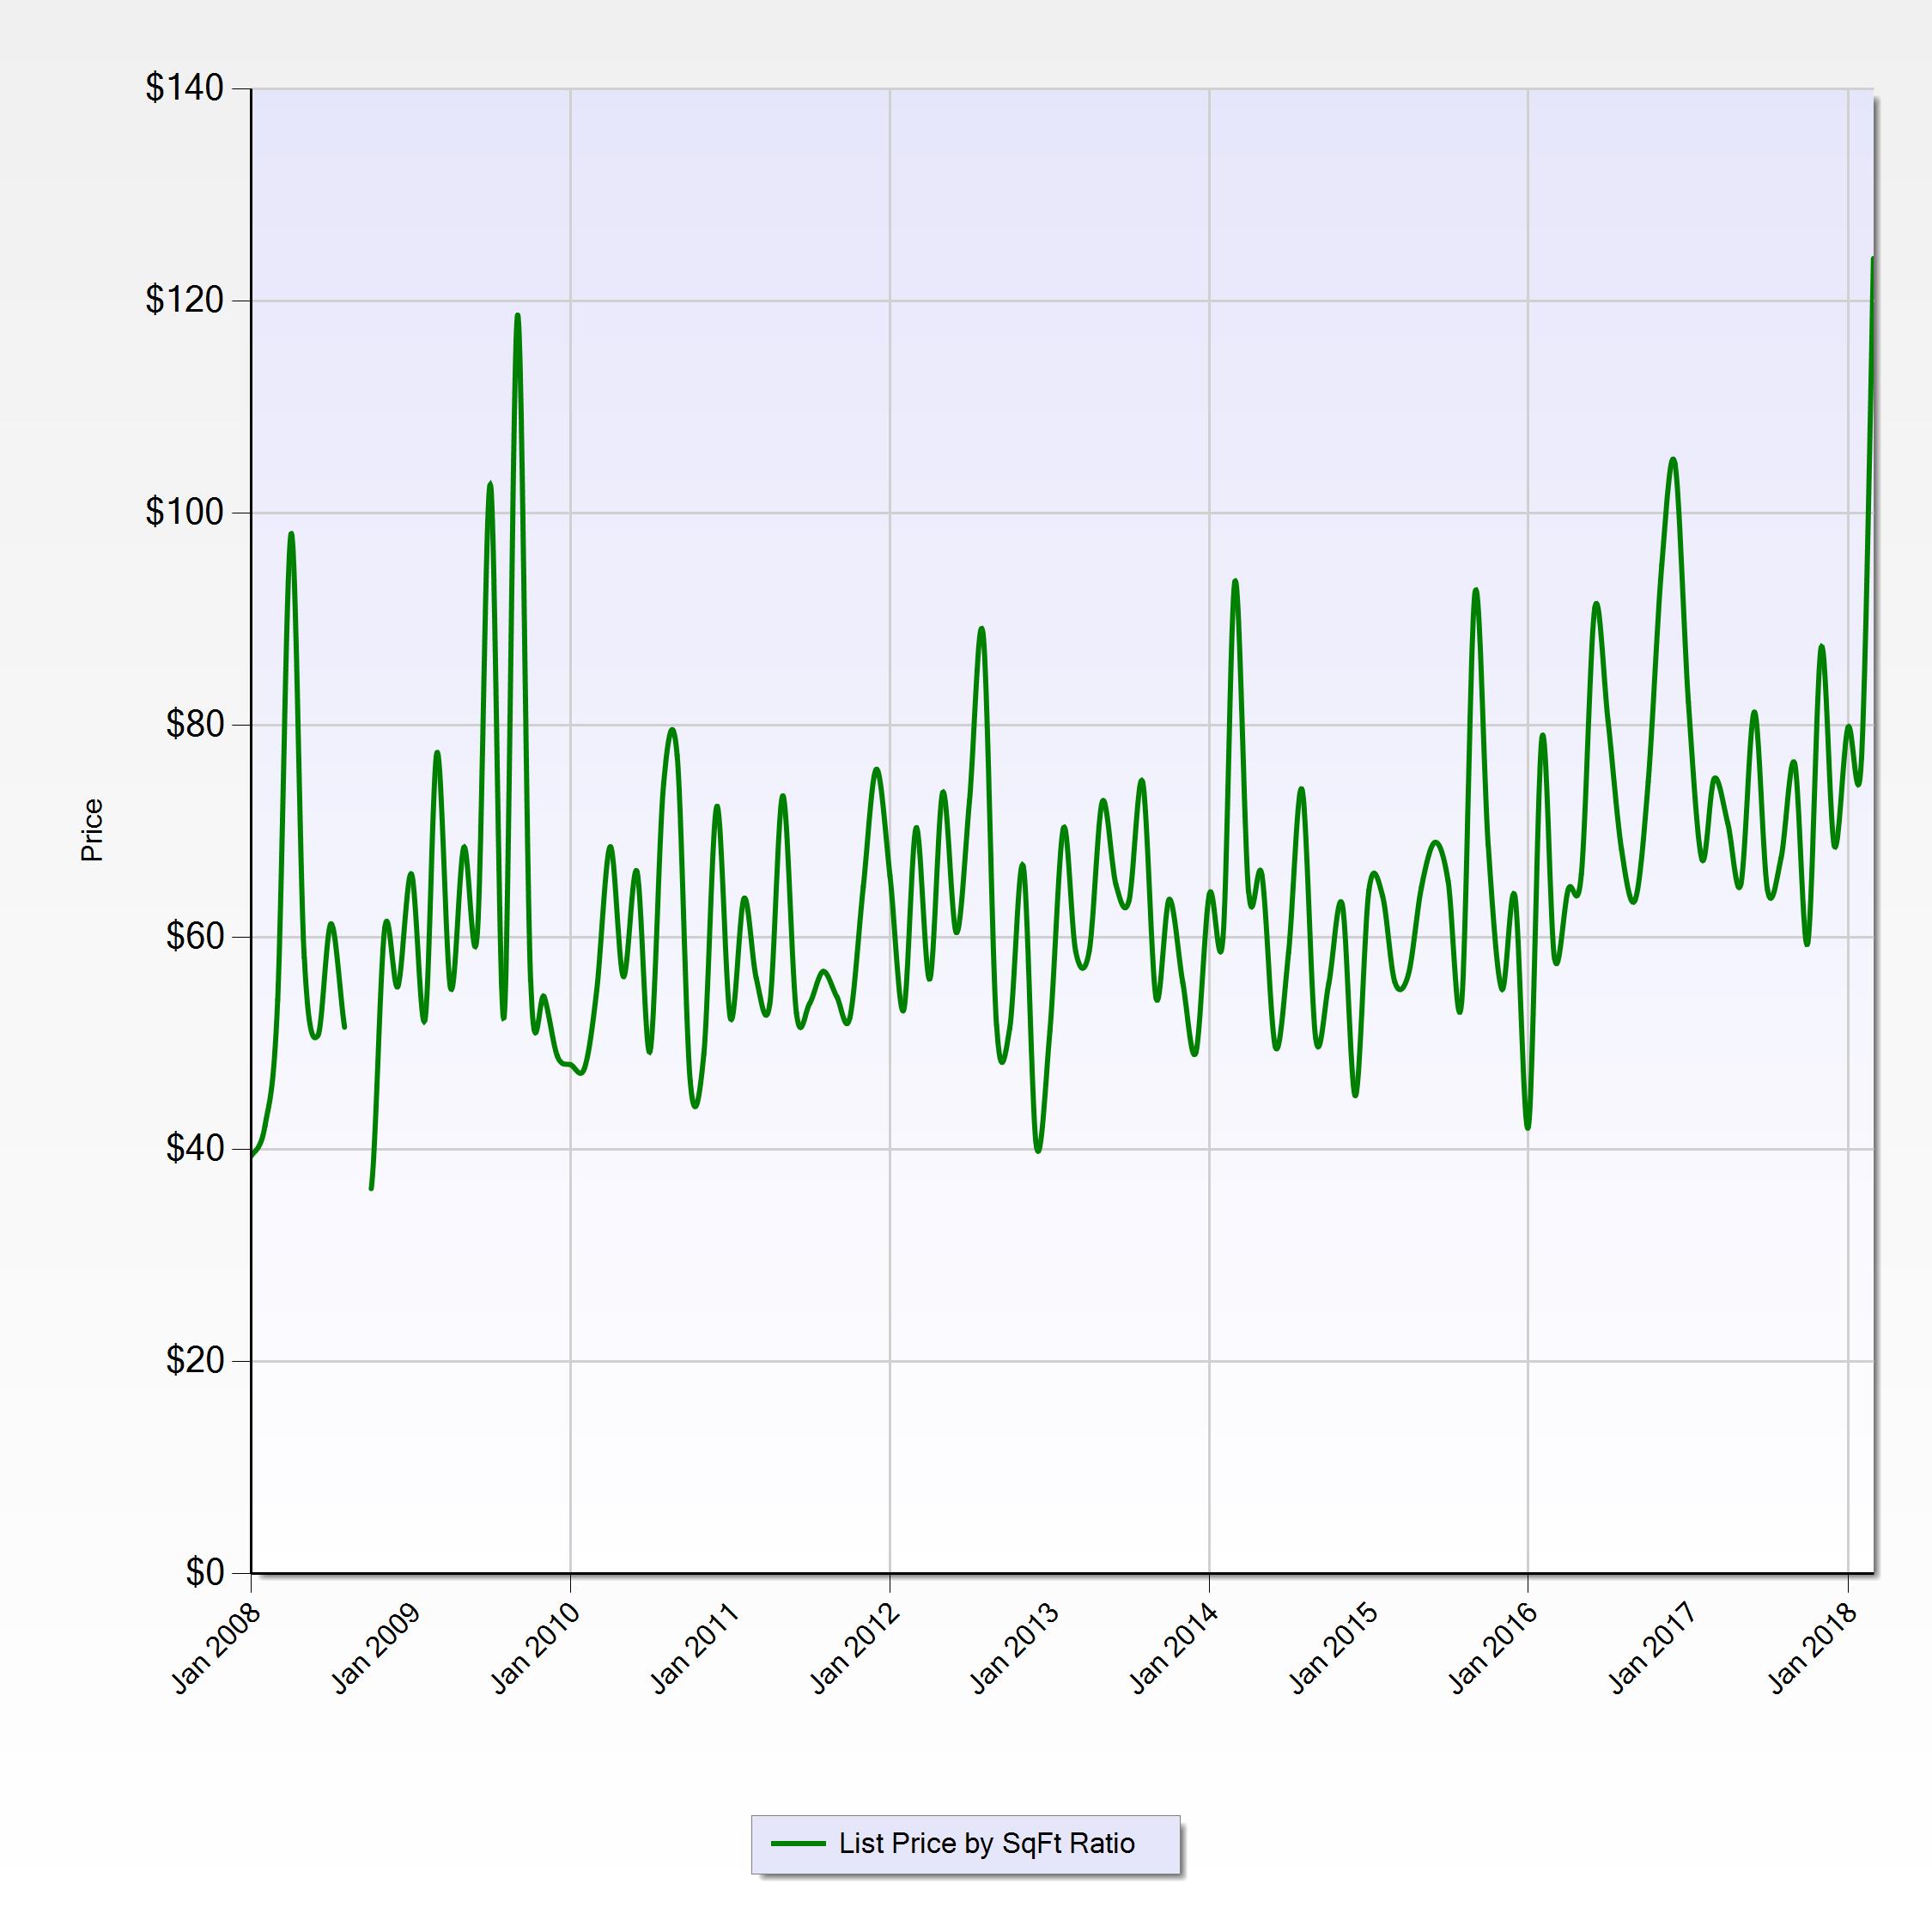 $140
$120
$100
$80
$60
$40
$20
$0
Price
Jan 2008
Jan 2009
Jan 2010
Jan 2011
Jan 2012
Jan 2013
Jan 2014
Jan 2015
Jan 2016
Jan 2017
Jan 2018
List Price by SqFt Ratio